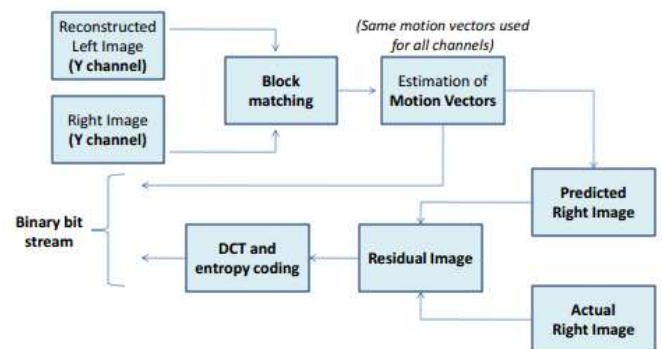 Reconstructed
Left Image
(Y channel)
Right Image
(Y channel)
Block
matching
(Same motion vectors used
for all channels)
Estimation of
Motion Vectors
Predicted
Right Image
Binary bit
stream
DCT and
entropy coding
Residual Image
Actual
Right Image